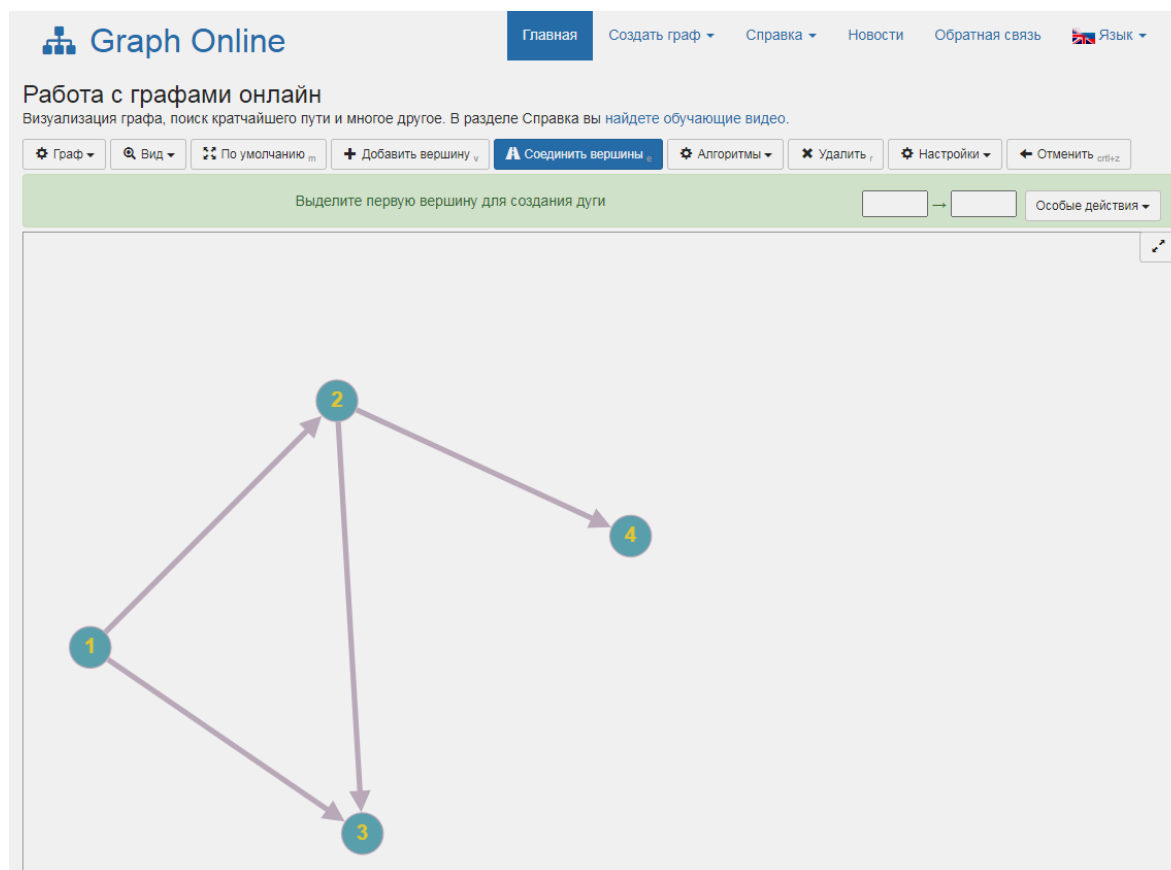 Graph Online
Главная Создать граф Справка Новости Обратная связь Язык
Работа с графами онлайн
Визуализация графа, поиск кратчайшего пути и многое другое. В разделе Справка вы найдете обучающие видео.
Граф Вид По умолчанию m Добавить вершину v Соединить вершины e Алгоритмы Удалить r Настройки Отменить crtl+z
Выделите первую вершину для создания дуги → Особые действия
2
4
1
3